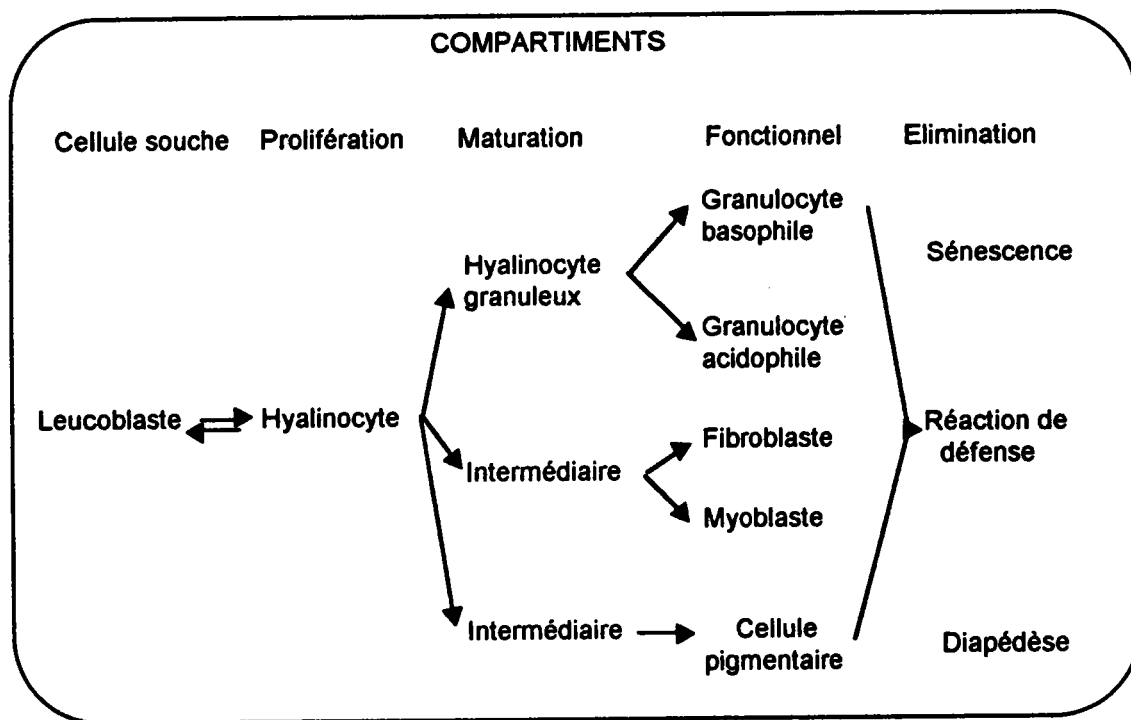 COMPARTIMENTS
Cellule souche Prolifération Maturation Fonctionnel Elimination
Granulocyte
basophile
Sénescence
Hyalinocyte
granuleux
Granulocyte
acidophile
Leucoblaste Hyalinocyte
Fibroblaste
Réaction de
défense
Intermédiaire
Myoblaste
Intermédiaire
Cellule
pigmentaire
Diapédèse